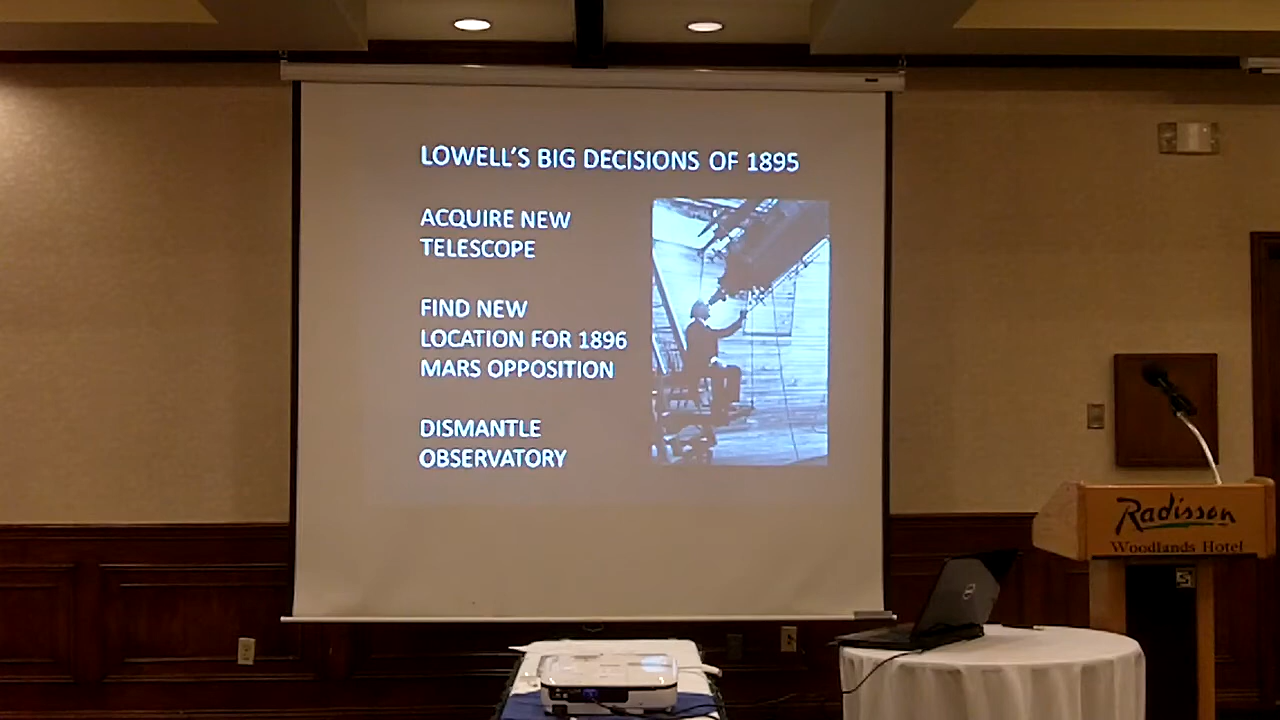 LOWELL'S BIG DECISIONS OF 1895
ACQUIRE NEW
TELESCOPE
FIND NEW
LOCATION FOR 1896
MARS OPPOSITION
DISMANTLE
OBSERVATORY
Radisson
Woodlands Hotel
DELL